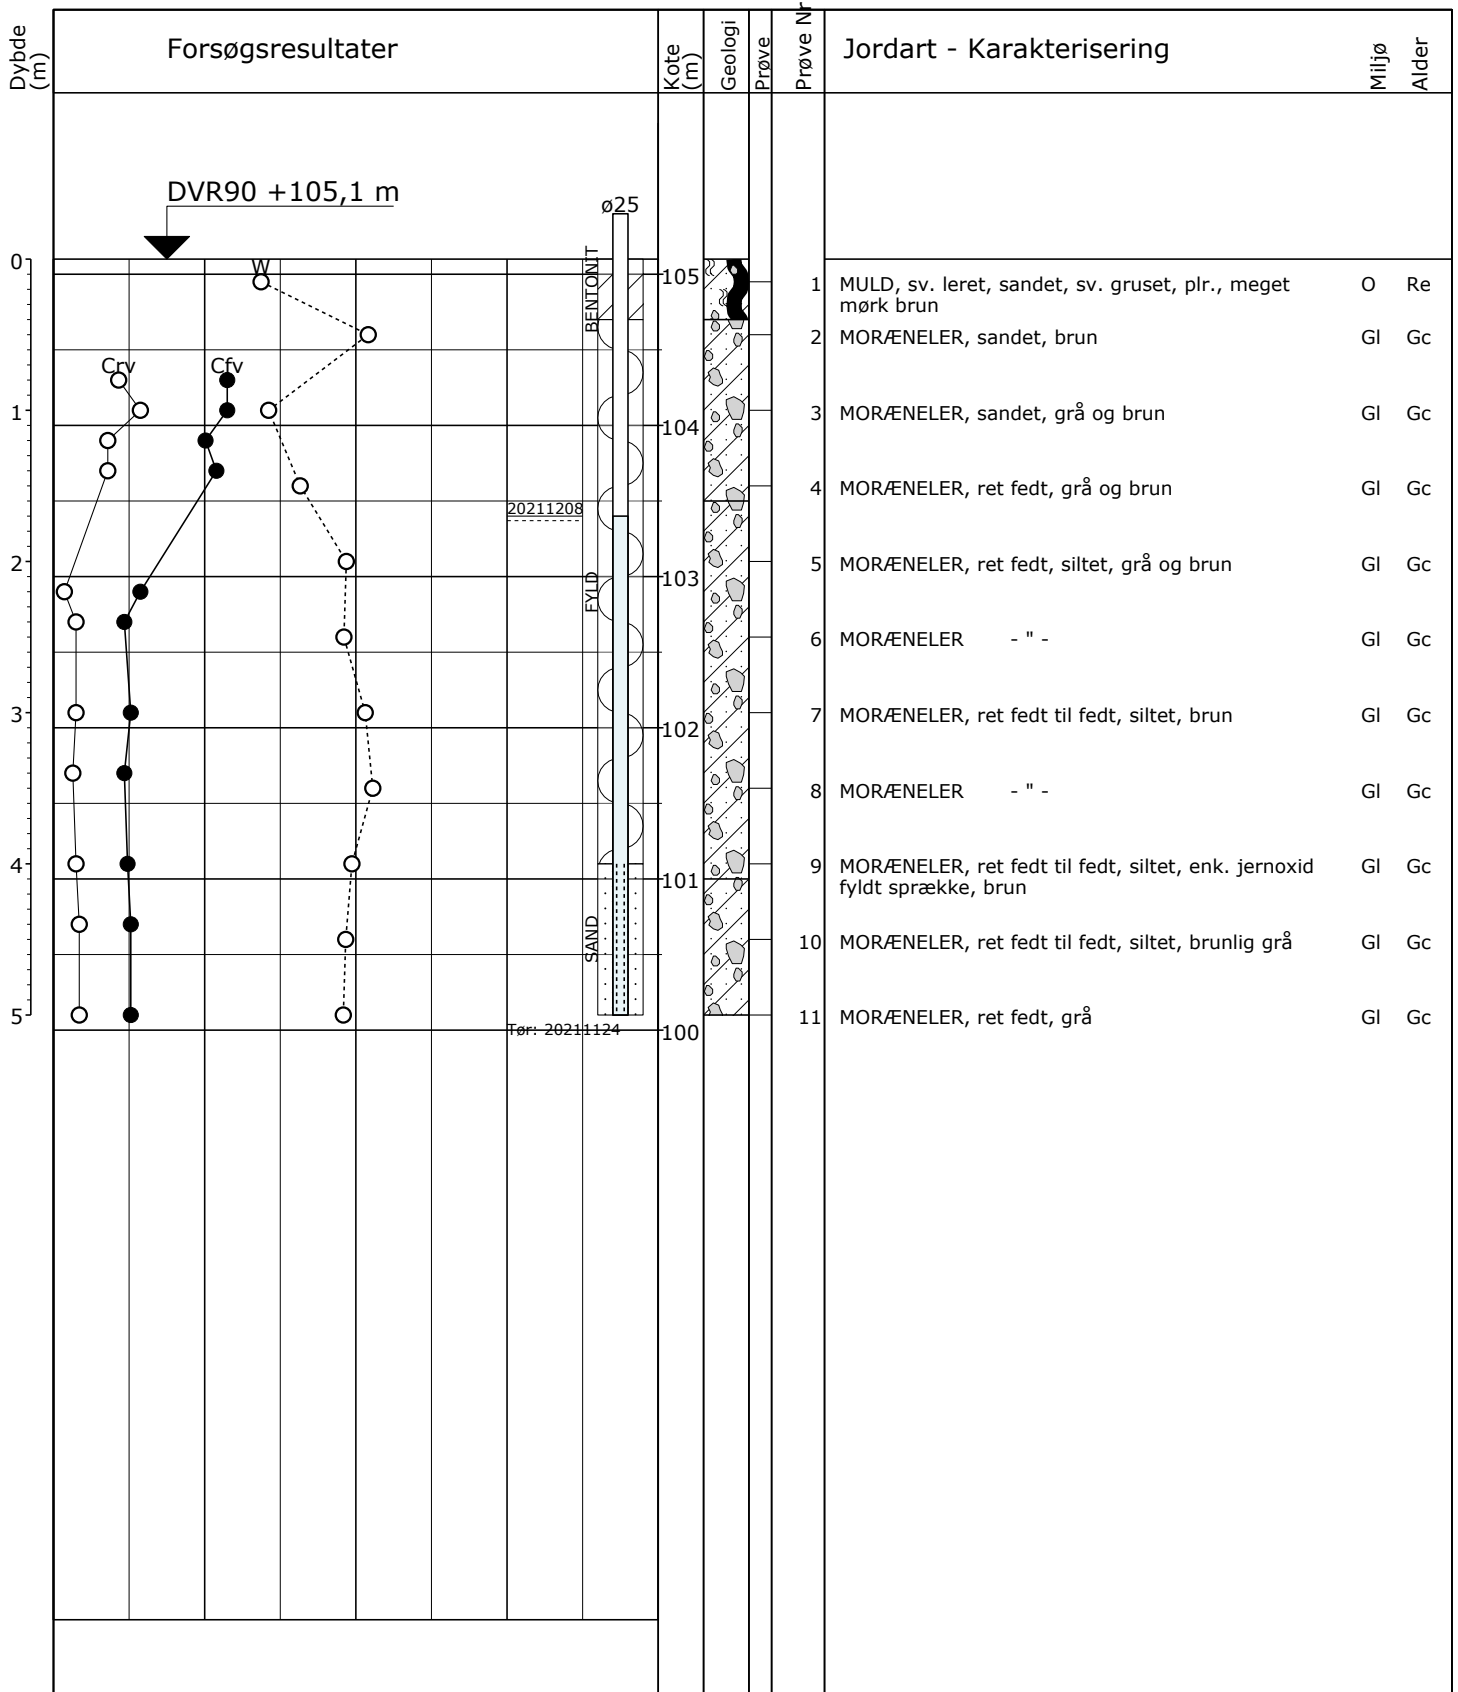 Dybde
(m)
Forsøgsresultater
Kote
(m)
Geologi
Prøve
Prøve Nr
Jordart - Karakterisering
Miljø
Alder
DVR90 +105,1 m
ø25
0
W
BENTONIT
105
1 MULD, sv. leret, sandet, sv. gruset, plr., meget O Re
mørk brun
2 MORÆNELER, sandet, brun Gl Gc
Crv Cfv
1
104
3 MORÆNELER, sandet, grå og brun Gl Gc
4 MORÆNELER, ret fedt, grå og brun Gl Gc
20211208
2
FYLD
103
5 MORÆNELER, ret fedt, siltet, grå og brun Gl Gc
6 MORÆNELER - " - Gl Gc
3
102
7 MORÆNELER, ret fedt til fedt, siltet, brun Gl Gc
8 MORÆNELER - " - Gl Gc
4
101
9 MORÆNELER, ret fedt til fedt, siltet, enk. jernoxid Gl Gc
fyldt sprække, brun
SAND
10 MORÆNELER, ret fedt til fedt, siltet, brunlig grå Gl Gc
5
Tør: 20211124
100
11 MORÆNELER, ret fedt, grå Gl Gc